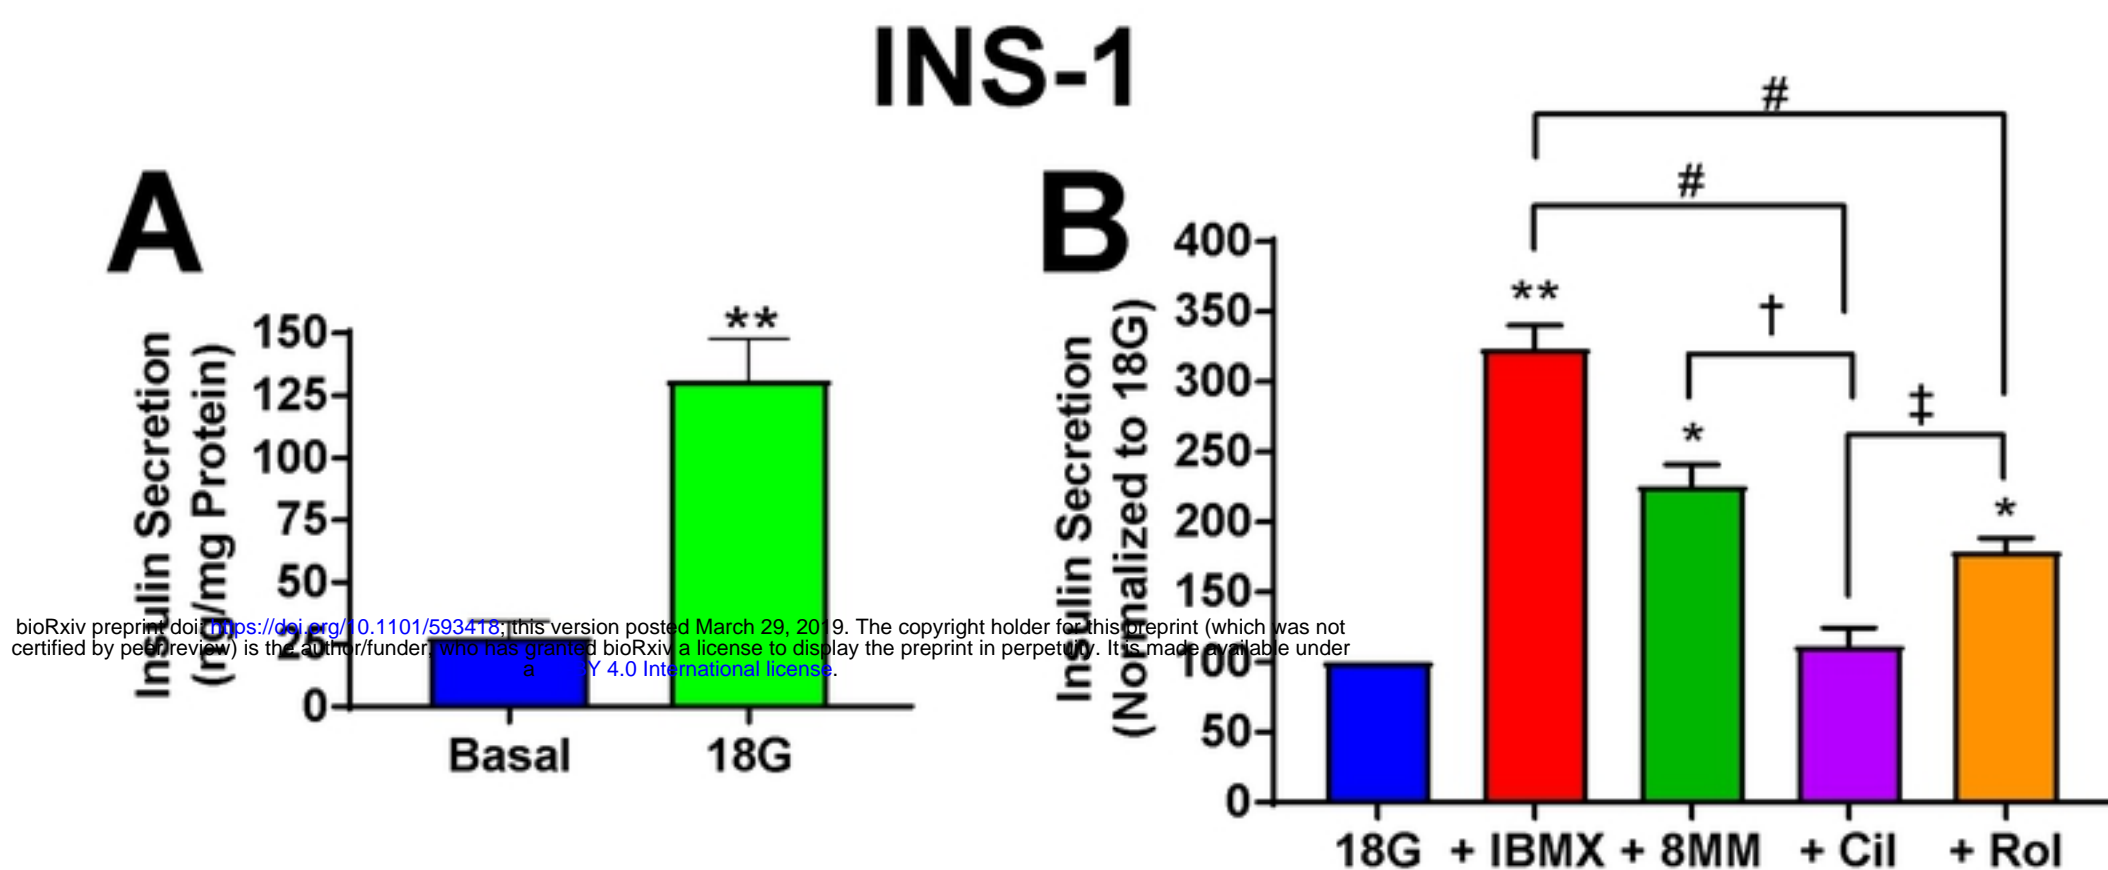 INS-1
A
Insulin Secretion
(ng/mg Protein)
150
125
100
75
50
25
0
**
Basal
18G
B
Insulin Secretion
(Normalized to 18G)
400
350
300
250
200
150
100
50
0
#
#
**
†
*
‡
*
18G
+ IBMX
+ 8MM
+ Cil
+ Rol
bioRxiv preprint doi: https://doi.org/10.1101/593418; this version posted March 29, 2019. The copyright holder for this preprint (which was not
certified by peer review) is the author/funder, who has granted bioRxiv a license to display the preprint in perpetuity. It is made available under
a Y 4.0 International license.